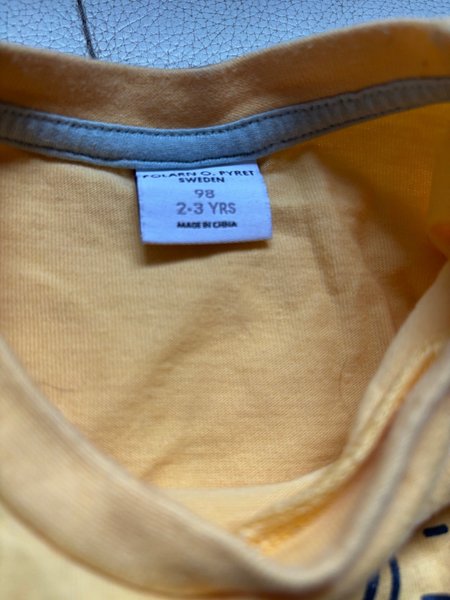 POLARN O. PYRET
SWEDEN
98
2-3 YRS
MADE IN CHINA